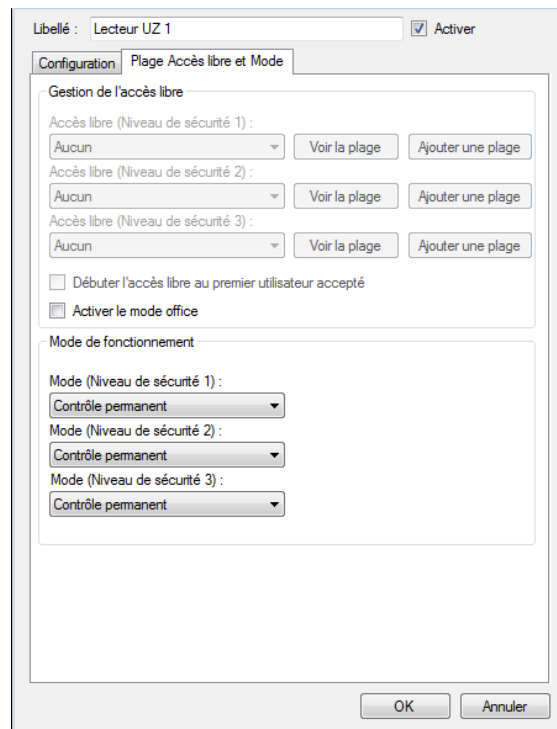 Libellé : Lecteur UZ 1 Activer
Configuration Plage Accès libre et Mode
Gestion de l'accès libre
Accès libre (Niveau de sécurité 1) :
Aucun Voir la plage Ajouter une plage
Accès libre (Niveau de sécurité 2) :
Aucun Voir la plage Ajouter une plage
Accès libre (Niveau de sécurité 3) :
Aucun Voir la plage Ajouter une plage
Débuter l'accès libre au premier utilisateur accepté
Activer le mode office
Mode de fonctionnement
Mode (Niveau de sécurité 1) :
Contrôle permanent
Mode (Niveau de sécurité 2) :
Contrôle permanent
Mode (Niveau de sécurité 3) :
Contrôle permanent
OK Annuler